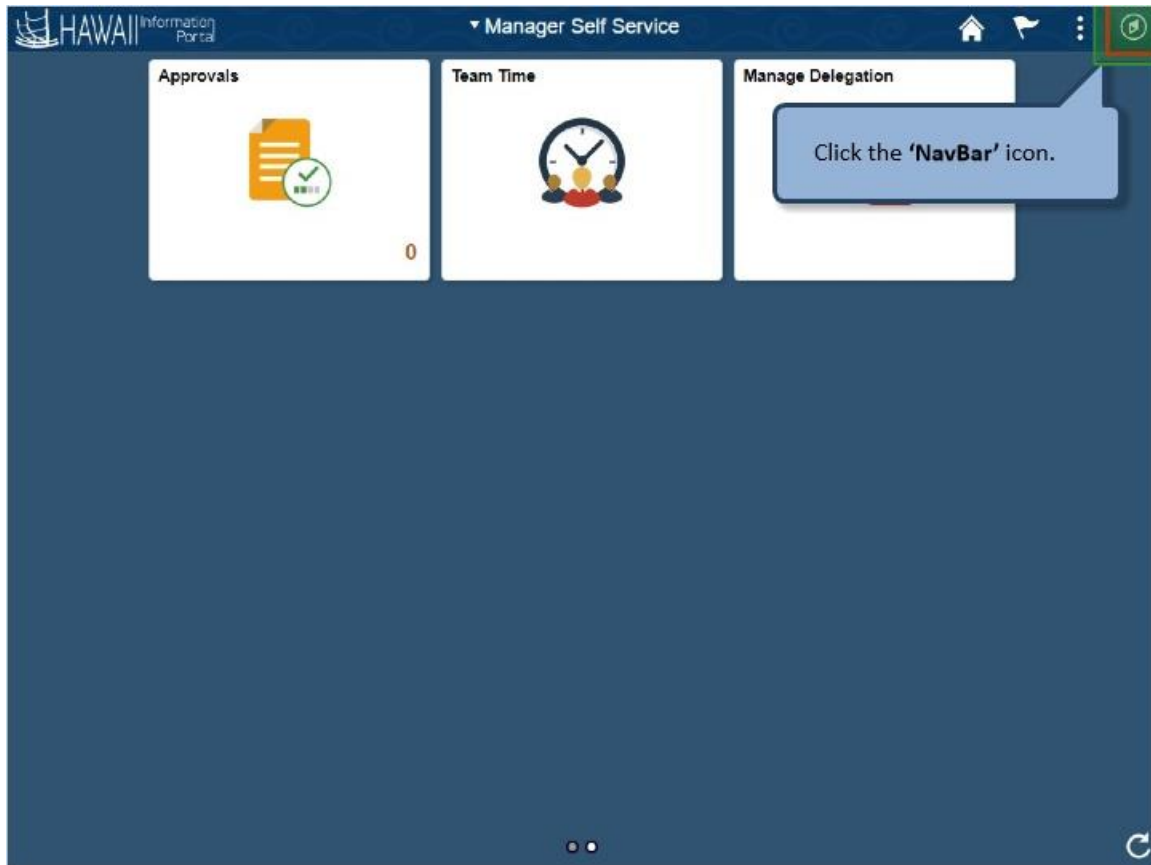 HAWAII Information
Portal
▾ Manager Self Service
Approvals
Team Time
Manage Delegation
Click the ‘NavBar’ icon.
0